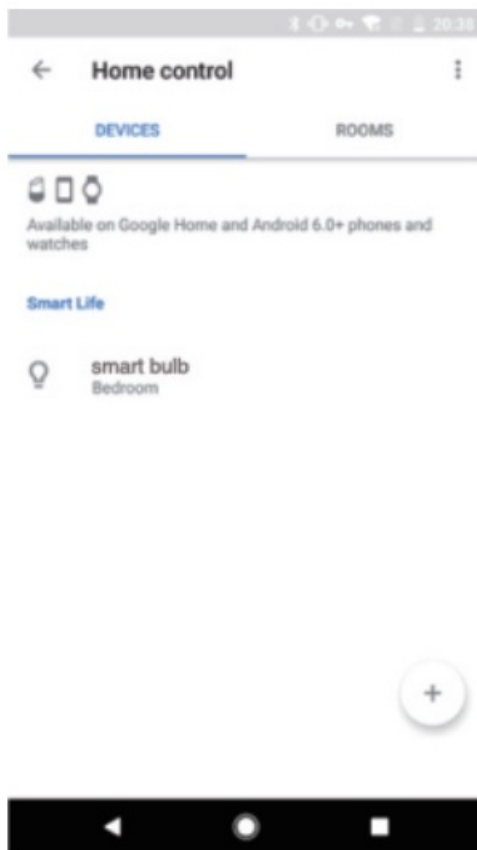 20:38
Home control
DEVICES
ROOMS
Available on Google Home and Android 6.0+ phones and
watches
Smart Life
smart bulb
Bedroom